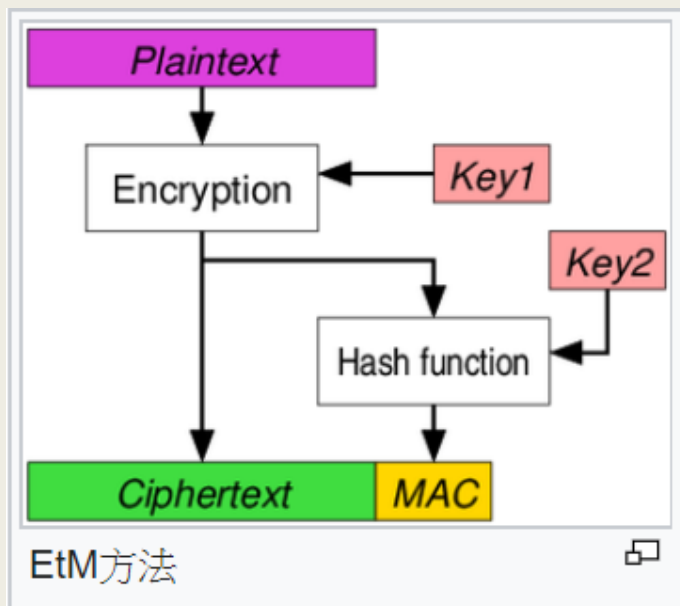 Plaintext
Encryption
Key1
Key2
Hash function
Ciphertext
MAC
EtM方法